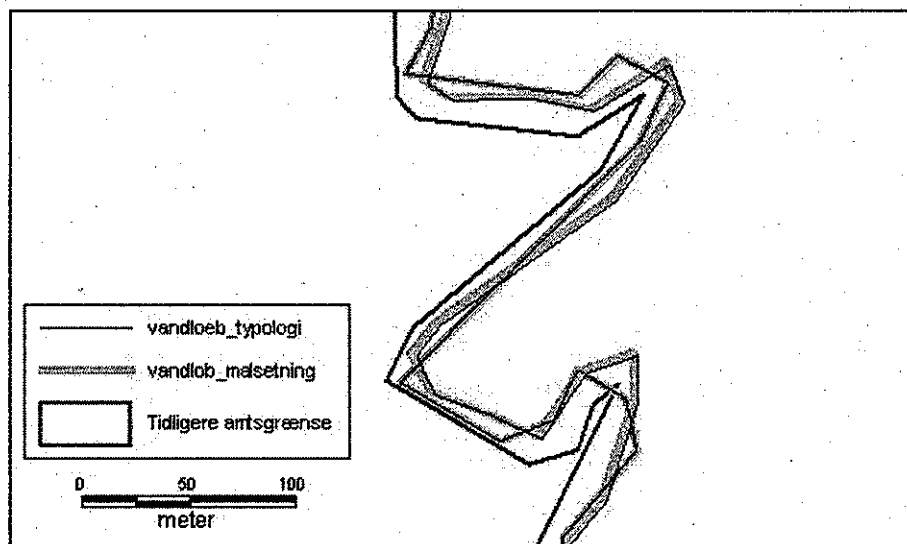 vandloeb_typologi
vandlob_malsetning
Tidligere amtsgrænse
0 50 100
meter